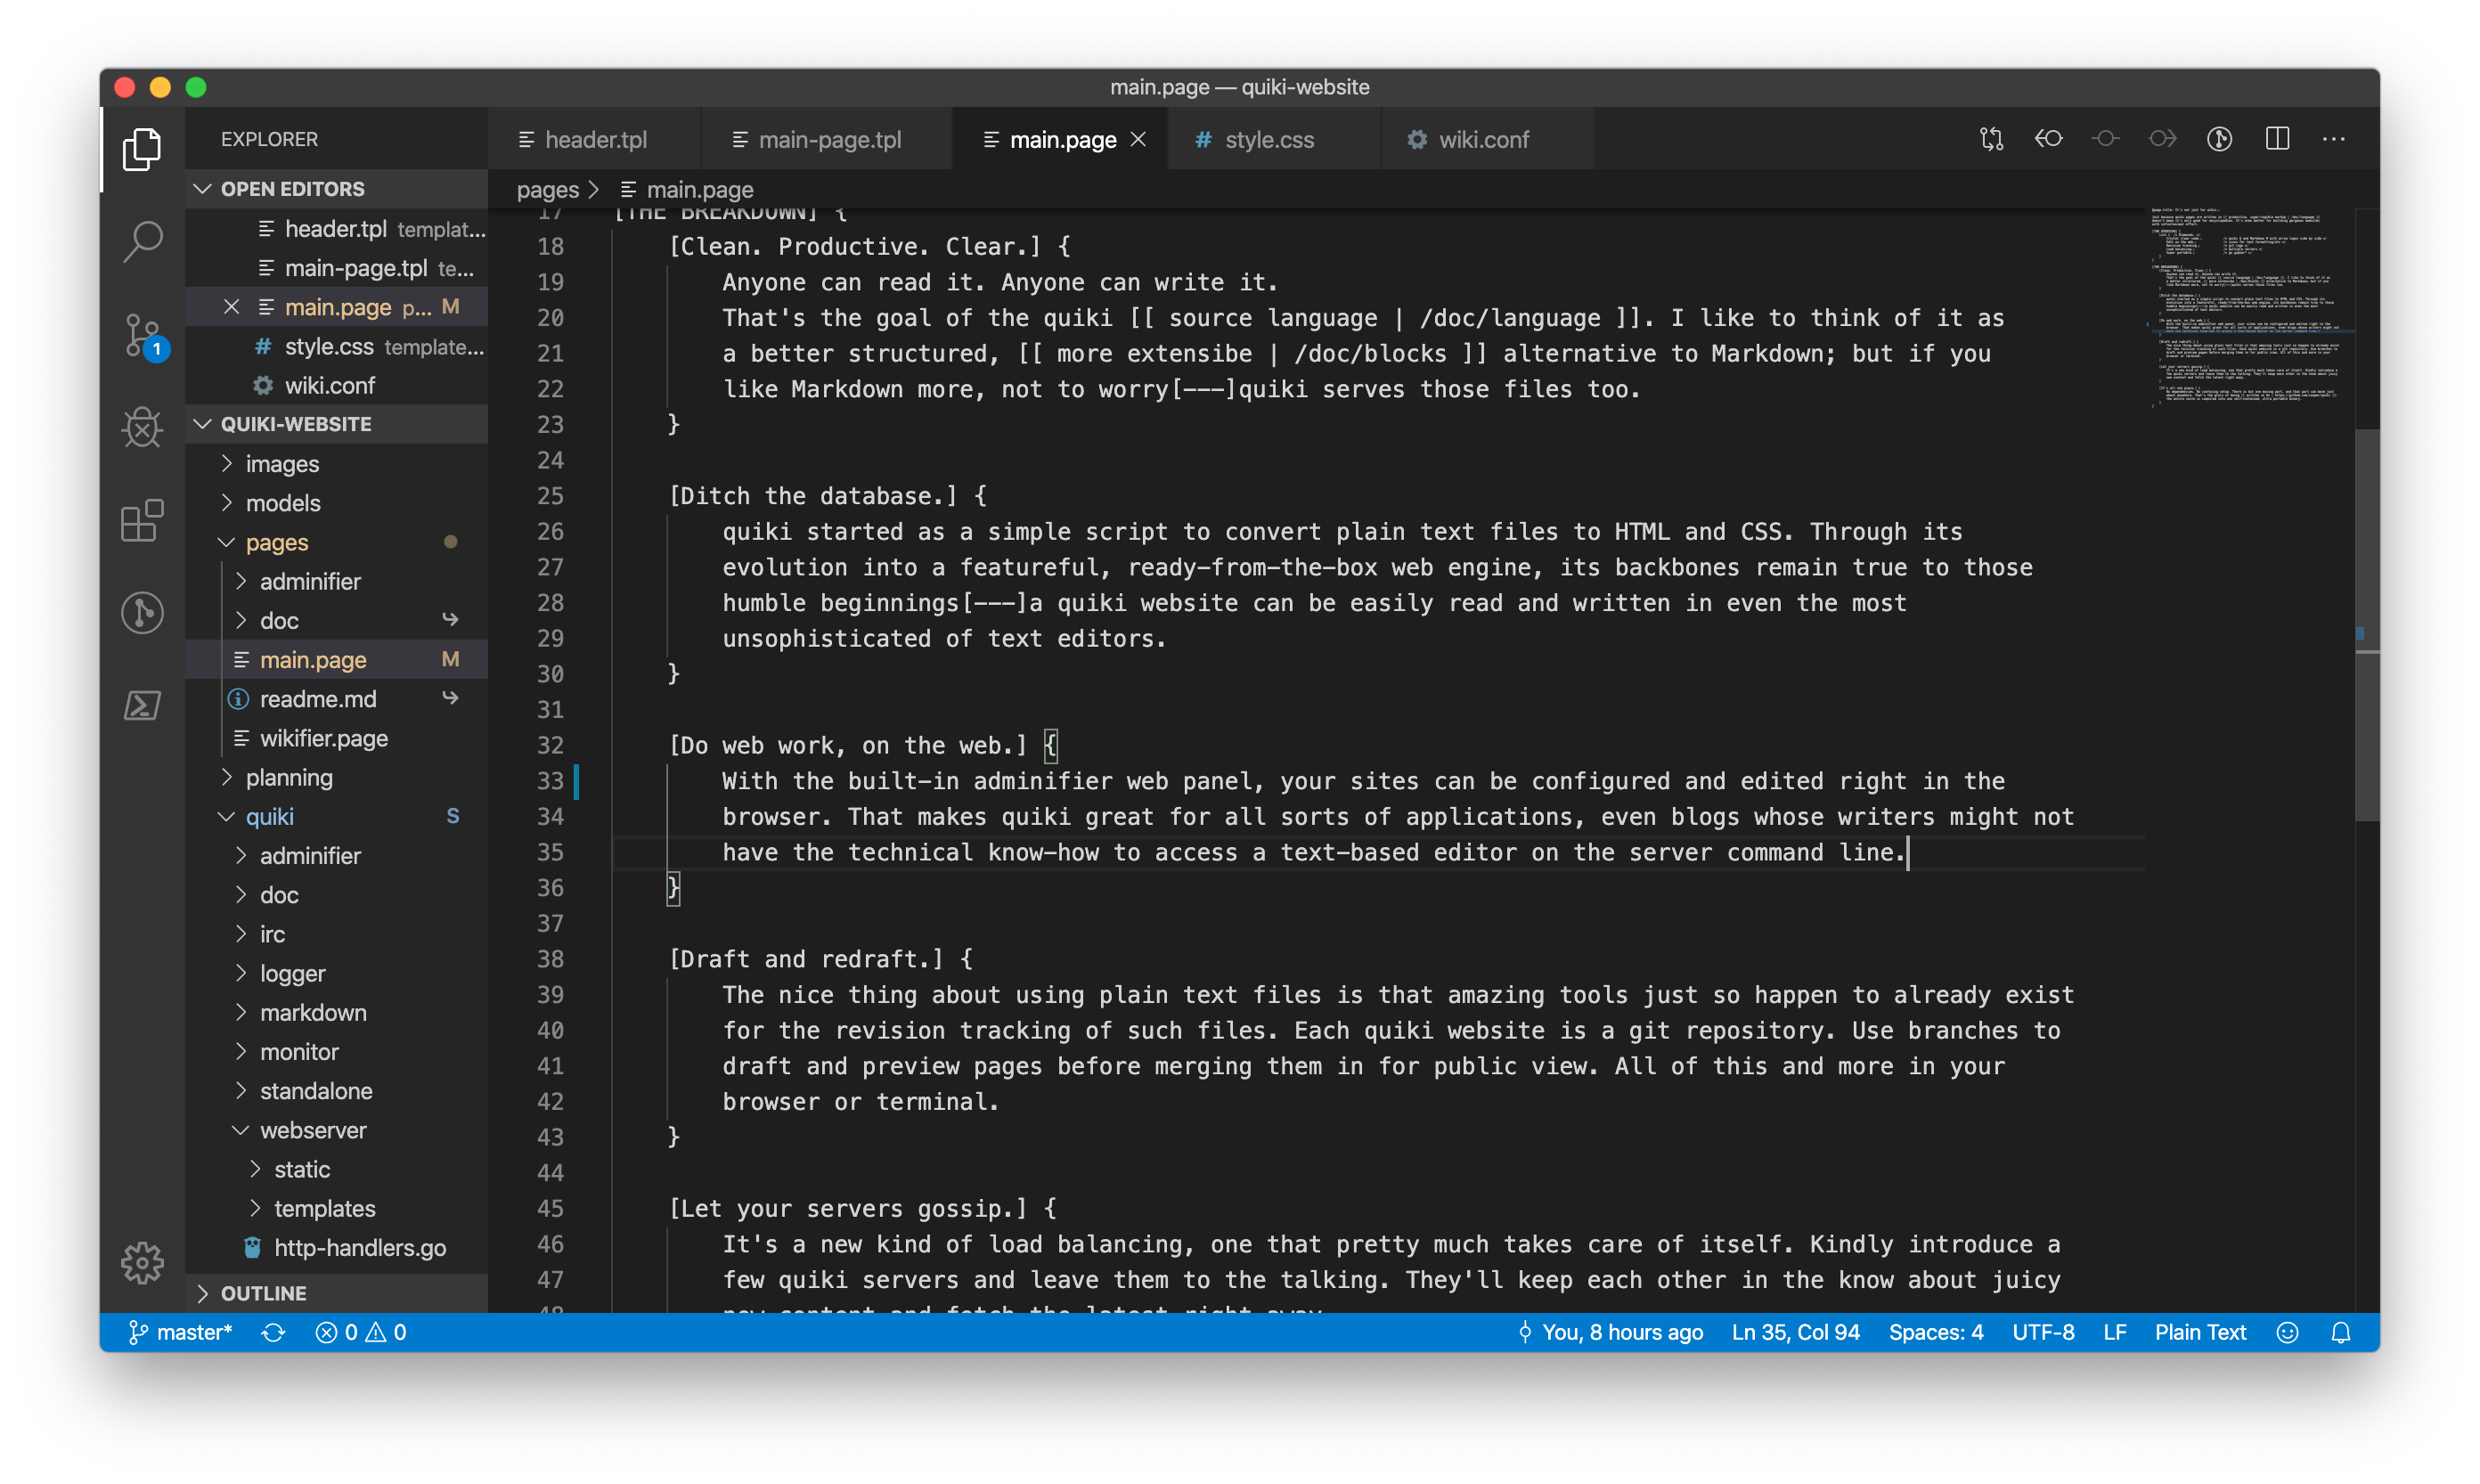 main.page — quiki-website
EXPLORER
OPEN EDITORS
header.tpl templat...
main-page.tpl te...
main.page p... M
style.css template...
wiki.conf
QUIKI-WEBSITE
images
models
pages
adminifier
doc
main.page M
readme.md
wikifier.page
planning
quiki S
adminifier
doc
irc
logger
markdown
monitor
standalone
webserver
static
templates
http-handlers.go
OUTLINE
1
header.tpl
main-page.tpl
main.page
style.css
wiki.conf
pages > main.page
17 [THE BREAKDOWN] {
18 [Clean. Productive. Clear.] {
19 Anyone can read it. Anyone can write it.
20 That's the goal of the quiki [[ source language | /doc/language ]]. I like to think of it as
21 a better structured, [[ more extensibe | /doc/blocks ]] alternative to Markdown; but if you
22 like Markdown more, not to worry[---]quiki serves those files too.
23 }
24
25 [Ditch the database.] {
26 quiki started as a simple script to convert plain text files to HTML and CSS. Through its
27 evolution into a featureful, ready-from-the-box web engine, its backbones remain true to those
28 humble beginnings[---]a quiki website can be easily read and written in even the most
29 unsophisticated of text editors.
30 }
31
32 [Do web work, on the web.] {
33 With the built-in adminifier web panel, your sites can be configured and edited right in the
34 browser. That makes quiki great for all sorts of applications, even blogs whose writers might not
35 have the technical know-how to access a text-based editor on the server command line.
36 }
37
38 [Draft and redraft.] {
39 The nice thing about using plain text files is that amazing tools just so happen to already exist
40 for the revision tracking of such files. Each quiki website is a git repository. Use branches to
41 draft and preview pages before merging them in for public view. All of this and more in your
42 browser or terminal.
43 }
44
45 [Let your servers gossip.] {
46 It's a new kind of load balancing, one that pretty much takes care of itself. Kindly introduce a
47 few quiki servers and leave them to the talking. They'll keep each other in the know about juicy
48 new content and fetch the latest right away.
master* 0 0 You, 8 hours ago Ln 35, Col 94 Spaces: 4 UTF-8 LF Plain Text